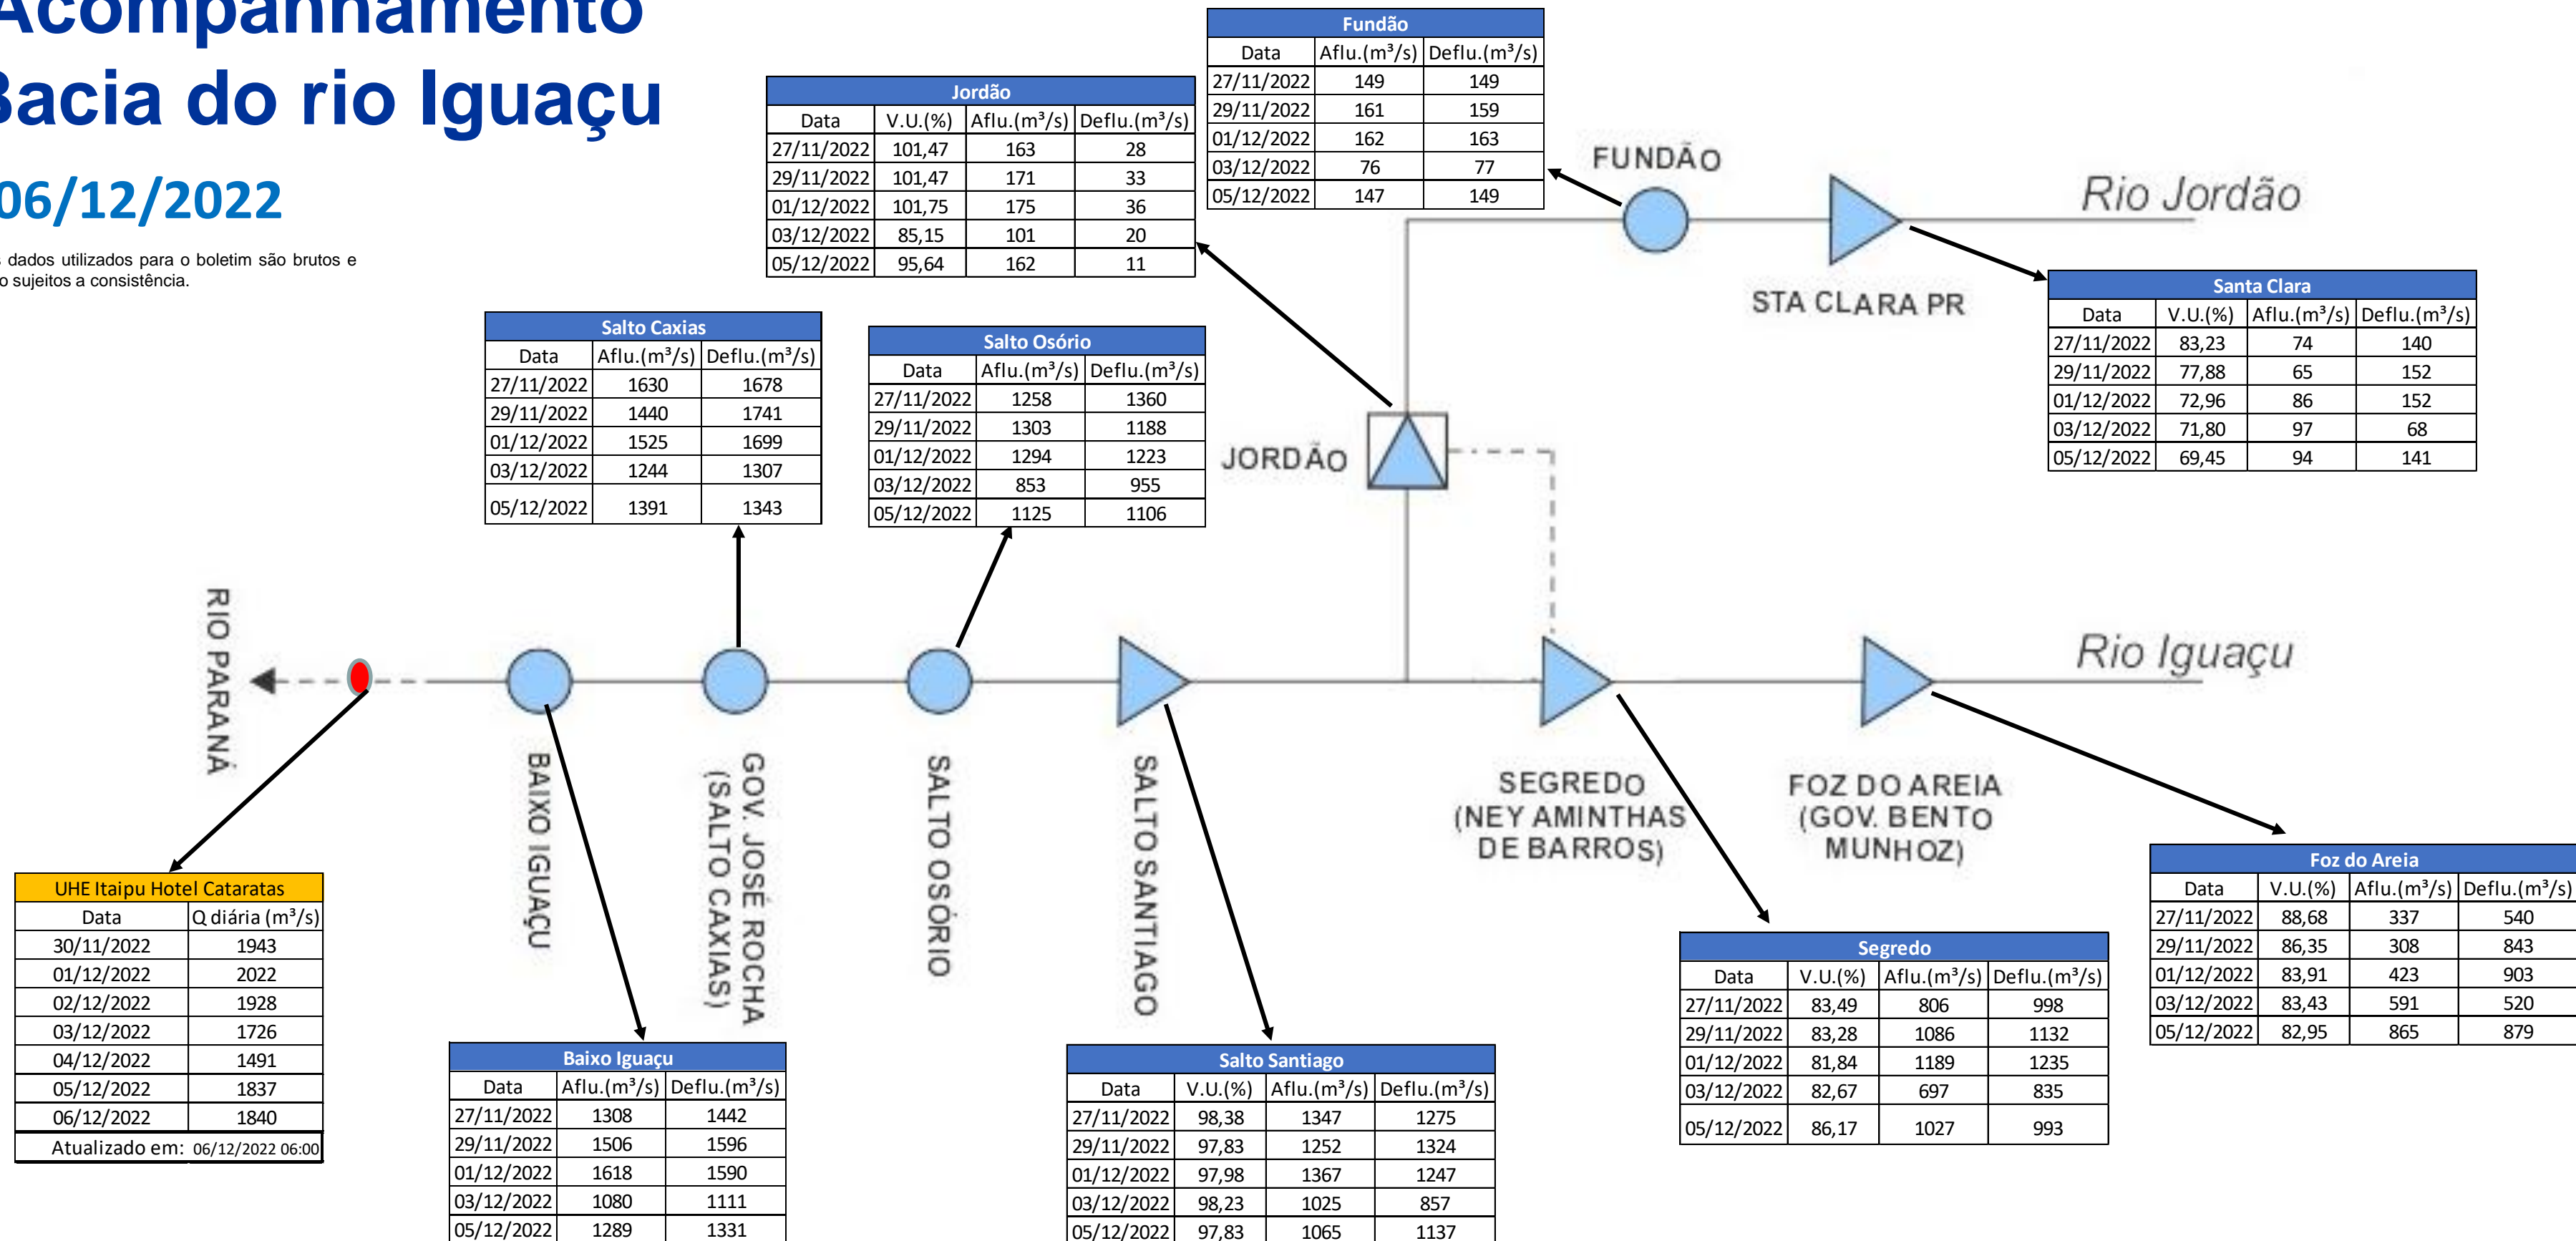 Acompanhamento
Bacia do rio Iguaçu
06/12/2022
s dados utilizados para o boletim são brutos e
o sujeitos a consistência.
Fundão
Data Aflu.(m³/s) Deflu.(m³/s)
27/11/2022 149 149
29/11/2022 161 159
01/12/2022 162 163
03/12/2022 76 77
05/12/2022 147 149
Jordão
Data V.U.(%) Aflu.(m³/s) Deflu.(m³/s)
27/11/2022 101,47 163 28
29/11/2022 101,47 171 33
01/12/2022 101,75 175 36
03/12/2022 85,15 101 20
05/12/2022 95,64 162 11
FUNDÃO
Rio Jordão
STA CLARA PR
Santa Clara
Data V.U.(%) Aflu.(m³/s) Deflu.(m³/s)
27/11/2022 83,23 74 140
29/11/2022 77,88 65 152
01/12/2022 72,96 86 152
03/12/2022 71,80 97 68
05/12/2022 69,45 94 141
Salto Caxias
Data Aflu.(m³/s) Deflu.(m³/s)
27/11/2022 1630 1678
29/11/2022 1440 1741
01/12/2022 1525 1699
03/12/2022 1244 1307
05/12/2022 1391 1343
Salto Osório
Data Aflu.(m³/s) Deflu.(m³/s)
27/11/2022 1258 1360
29/11/2022 1303 1188
01/12/2022 1294 1223
03/12/2022 853 955
05/12/2022 1125 1106
JORDÃO
RIO PARANÁ
Rio Iguaçu
BAIXO IGUAÇU
GOV. JOSÉ ROCHA
(SALTO CAXIAS)
SALTO OSÓRIO
SALTO SANTIAGO
SEGREDO
(NEY AMINTHAS
DE BARROS)
FOZ DO AREIA
(GOV. BENTO
MUNHOZ)
UHE Itaipu Hotel Cataratas
Data Q diária (m³/s)
30/11/2022 1943
01/12/2022 2022
02/12/2022 1928
03/12/2022 1726
04/12/2022 1491
05/12/2022 1837
06/12/2022 1840
Atualizado em: 06/12/2022 06:00
Baixo Iguaçu
Data Aflu.(m³/s) Deflu.(m³/s)
27/11/2022 1308 1442
29/11/2022 1506 1596
01/12/2022 1618 1590
03/12/2022 1080 1111
05/12/2022 1289 1331
Salto Santiago
Data V.U.(%) Aflu.(m³/s) Deflu.(m³/s)
27/11/2022 98,38 1347 1275
29/11/2022 97,83 1252 1324
01/12/2022 97,98 1367 1247
03/12/2022 98,23 1025 857
05/12/2022 97,83 1065 1137
Segredo
Data V.U.(%) Aflu.(m³/s) Deflu.(m³/s)
27/11/2022 83,49 806 998
29/11/2022 83,28 1086 1132
01/12/2022 81,84 1189 1235
03/12/2022 82,67 697 835
05/12/2022 86,17 1027 993
Foz do Areia
Data V.U.(%) Aflu.(m³/s) Deflu.(m³/s)
27/11/2022 88,68 337 540
29/11/2022 86,35 308 843
01/12/2022 83,91 423 903
03/12/2022 83,43 591 520
05/12/2022 82,95 865 879